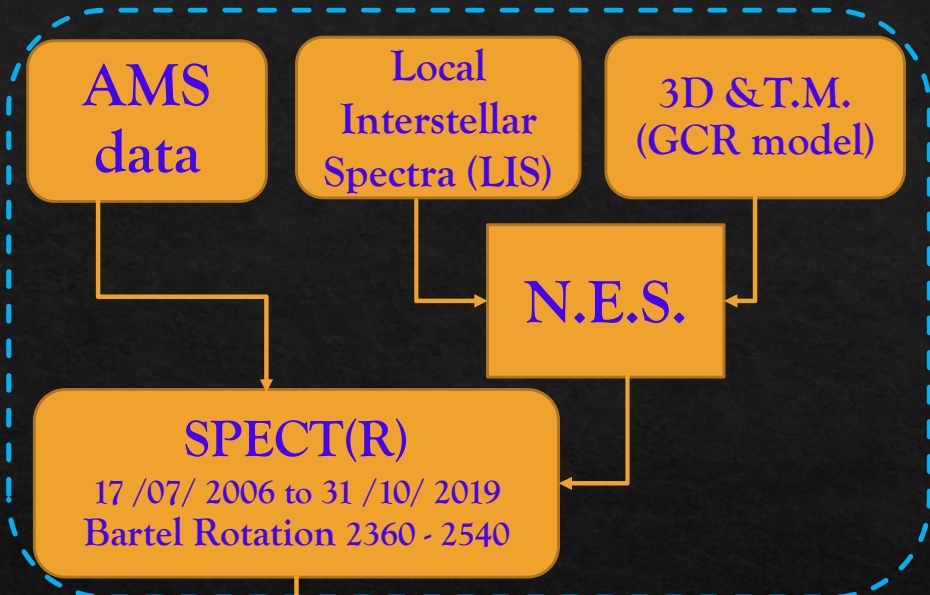 AMS
data
Local
Interstellar
Spectra (LIS)
3D &T.M.
(GCR model)
N.E.S.
SPECT(R)
17 /07/ 2006 to 31 /10/ 2019
Bartel Rotation 2360 - 2540